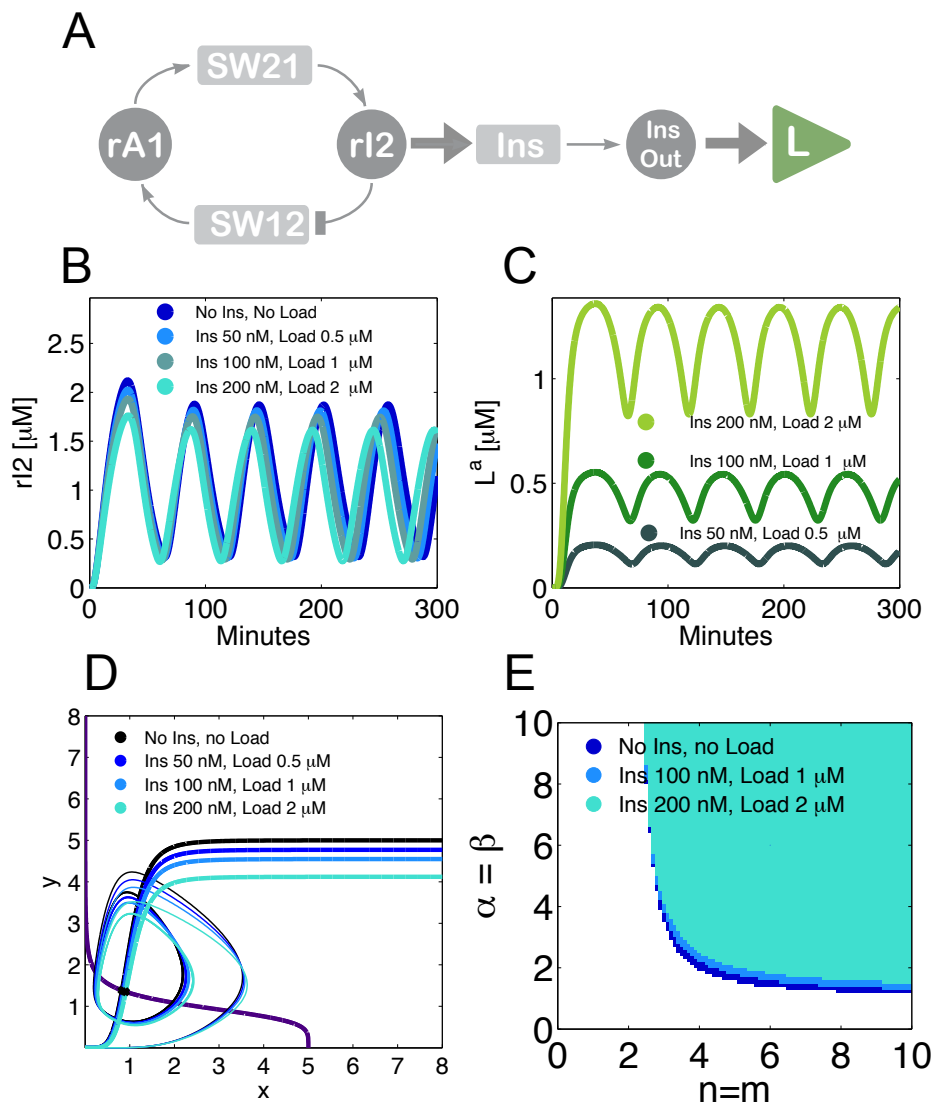 A
SW21
rA1
rI2
Ins
Ins
Out
L
SW12
B
No Ins, No Load
Ins 50 nM, Load 0.5 μM
Ins 100 nM, Load 1 μM
Ins 200 nM, Load 2 μM
2.5
2
1.5
1
0.5
0
rI2 [μM]
0
100
200
300
Minutes
C
1
0.5
0
Lᵃ [μM]
Ins 200 nM, Load 2 μM
Ins 100 nM, Load 1 μM
Ins 50 nM, Load 0.5 μM
0
100
200
300
Minutes
D
No Ins, no Load
Ins 50 nM, Load 0.5 μM
Ins 100 nM, Load 1 μM
Ins 200 nM, Load 2 μM
8
7
6
5
4
3
2
1
y
1
2
3
4
5
6
7
8
x
E
No Ins, no Load
Ins 100 nM, Load 1 μM
Ins 200 nM, Load 2 μM
10
8
6
4
2
0
α = β
0
2
4
6
8
10
n=m